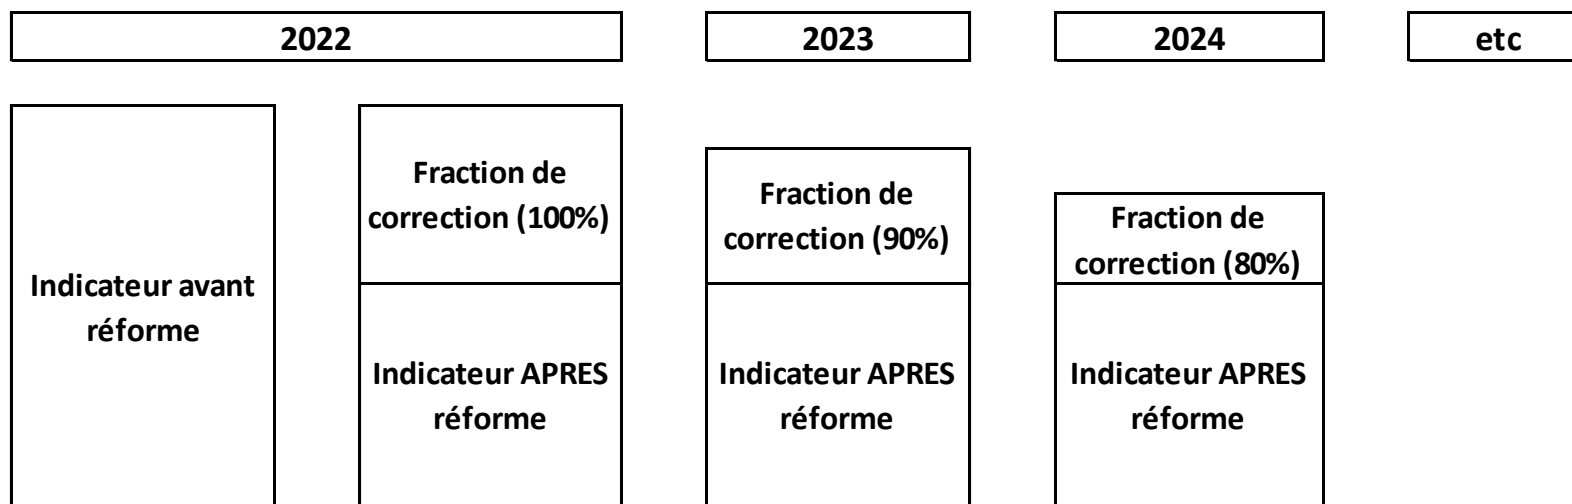 2022
2023
2024
etc
Indicateur avant
réforme
Fraction de
correction (100%)
Indicateur APRES
réforme
Fraction de
correction (90%)
Indicateur APRES
réforme
Fraction de
correction (80%)
Indicateur APRES
réforme